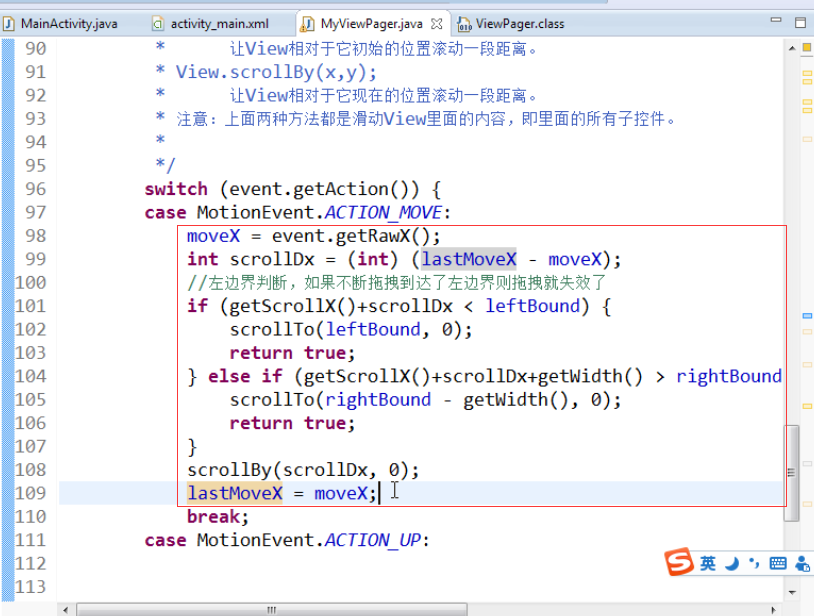 MainActivity.java activity_main.xml MyViewPager.java ViewPager.class
90 * 让View相对于它初始的位置滚动一段距离。
91 * View.scrollBy(x,y);
92 * 让View相对于它现在的位置滚动一段距离。
93 * 注意：上面两种方法都是滑动View里面的内容，即里面的所有子控件。
94 *
95 */
96 switch (event.getAction()) {
97 case MotionEvent.ACTION_MOVE:
98 moveX = event.getRawX();
99 int scrollDx = (int) (lastMoveX - moveX);
100 //左边界判断，如果不断拖拽到达了左边界则拖拽就失效了
101 if (getScrollX()+scrollDx < leftBound) {
102 scrollTo(leftBound, 0);
103 return true;
104 } else if (getScrollX()+scrollDx+getWidth() > rightBound
105 scrollTo(rightBound - getWidth(), 0);
106 return true;
107 }
108 scrollBy(scrollDx, 0);
109 lastMoveX = moveX;
110 break;
111 case MotionEvent.ACTION_UP:
112
113
S 英